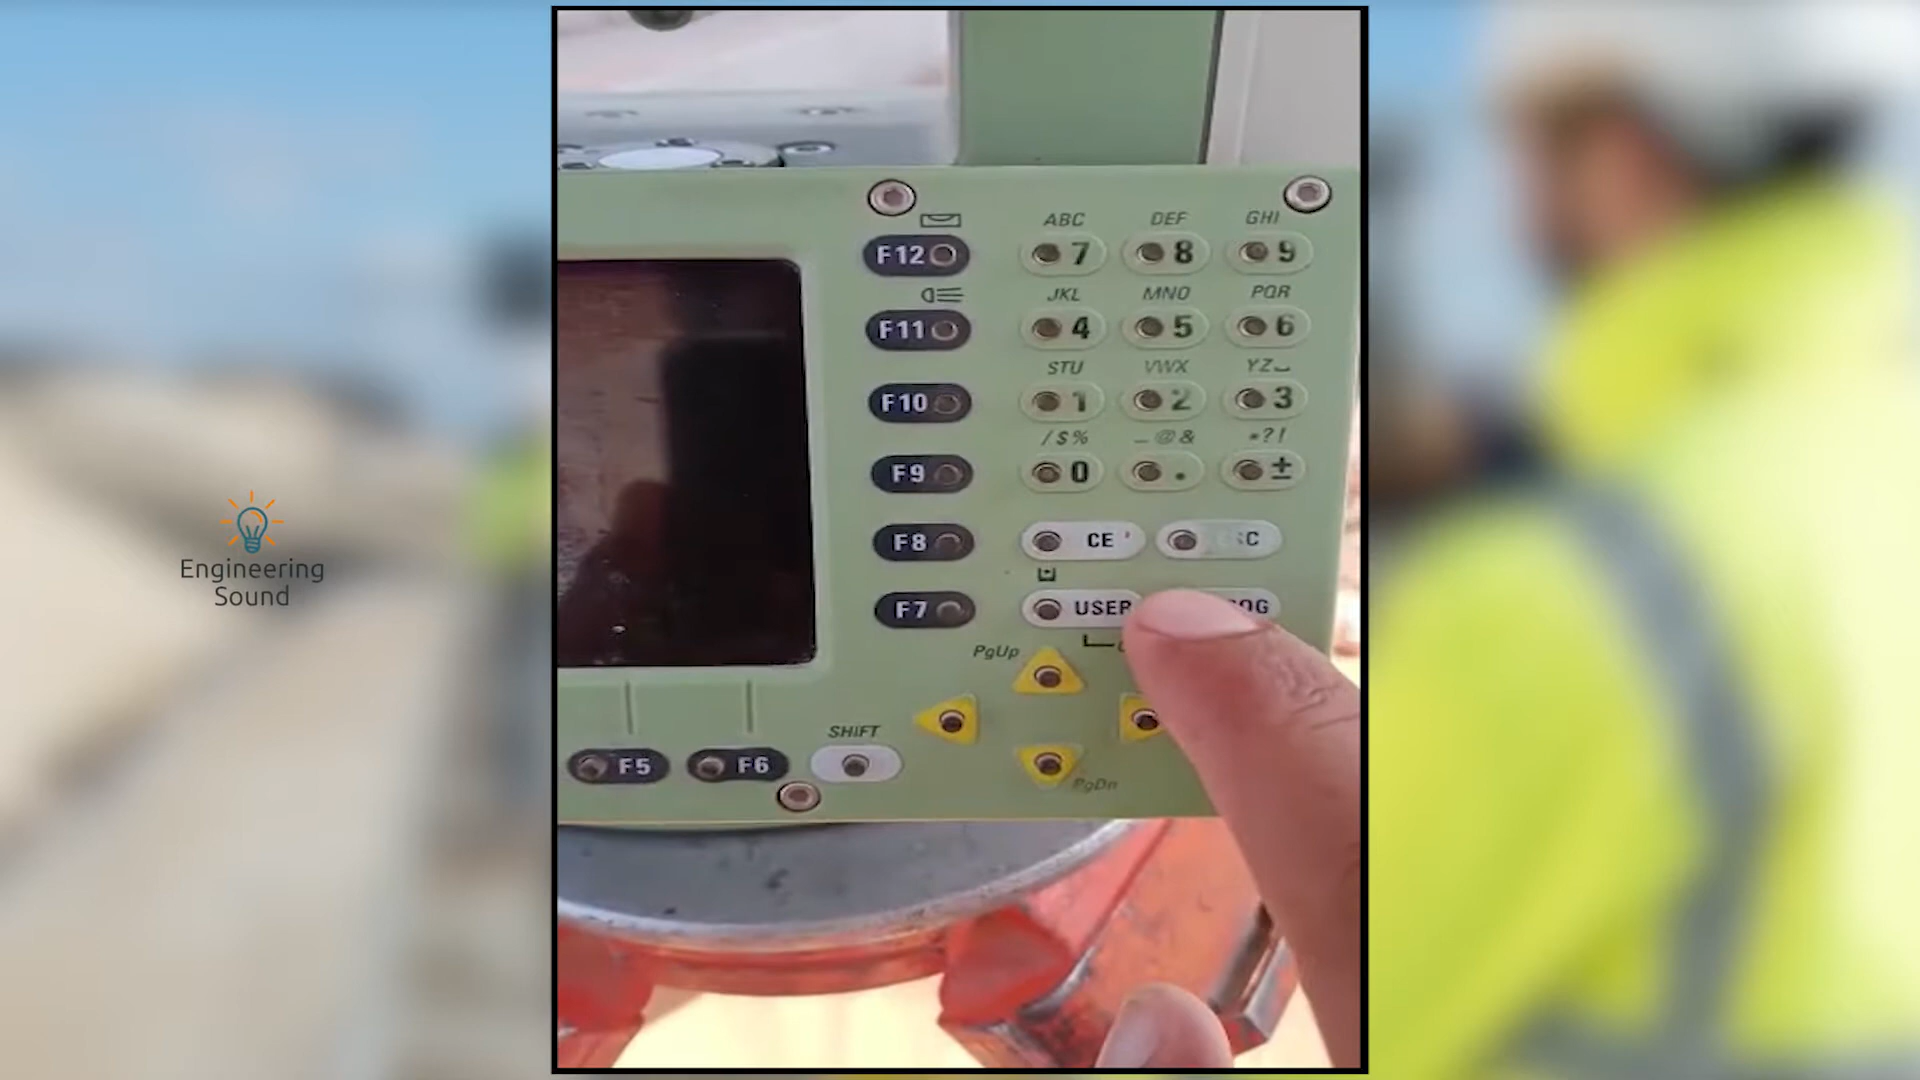 ABC DEF GHI
F12 7 8 9
JKL MNO PQR
F11 4 5 6
STU VWX YZ
F10 1 2 3
/$% _@& *?!
F9 0 . ±
F8 CE
F7 USER
PgUp
SHIFT
F5 F6
PgDn
Engineering
Sound